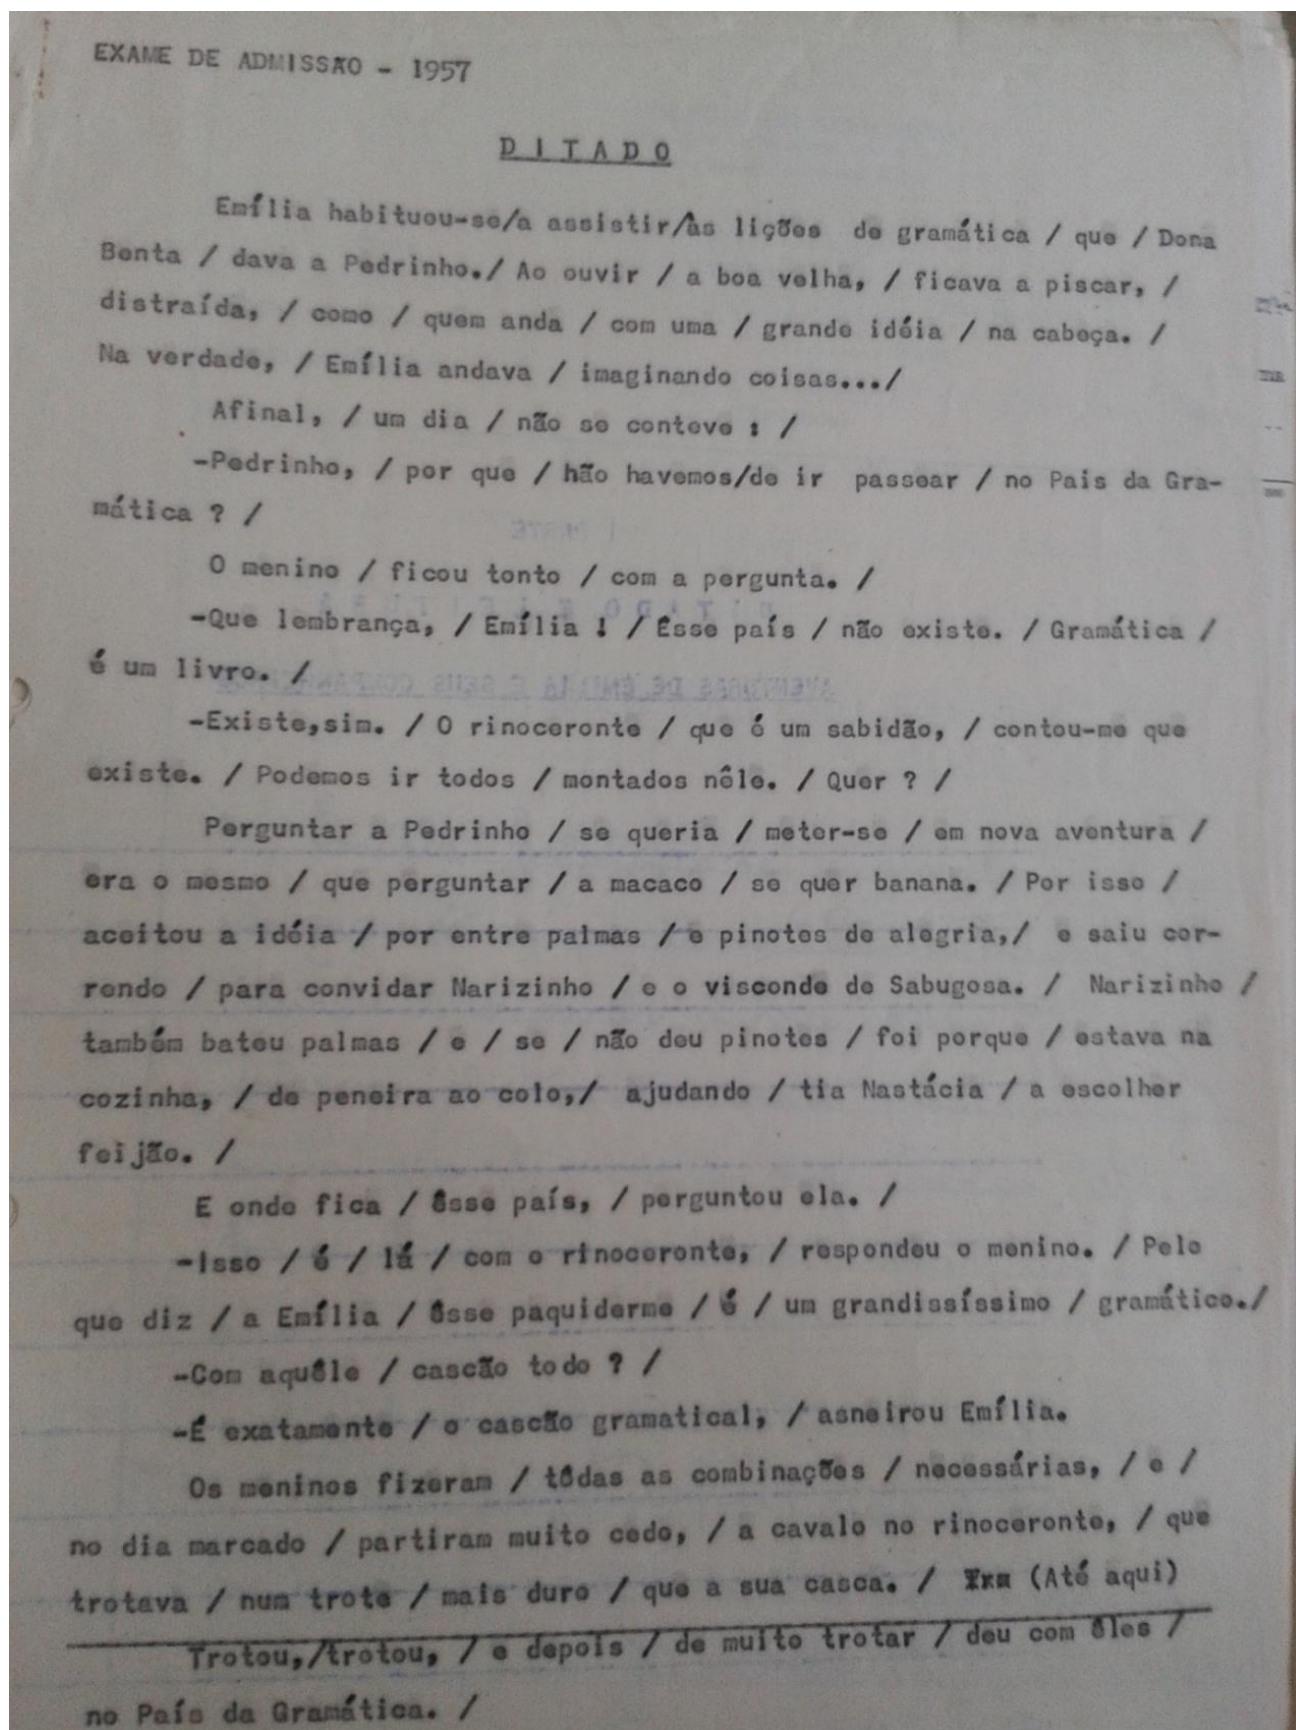 EXAME DE ADMISSÃO - 1957
DITADO
Emília habituou-se/a assistir/às lições de gramática / que / Dona
Benta / dava a Pedrinho./ Ao ouvir / a boa velha, / ficava a piscar, /
distraída, / como / quem anda / com uma / grande idéia / na cabeça. /
Na verdade, / Emília andava / imaginando coisas.../
Afinal, / um dia / não se conteve : /
-Pedrinho, / por que / hão havemos/de ir passear / no Pais da Gra-
mática ? /
O menino / ficou tonto / com a pergunta. /
-Que lembrança, / Emília ! / Êsse país / não existe. / Gramática /
é um livro. /
-Existe,sim. / O rinoceronte / que é um sabidão, / contou-me que
existe. / Podemos ir todos / montados nêle. / Quer ? /
Perguntar a Pedrinho / se queria / meter-se / em nova aventura /
era o mesmo / que perguntar / a macaco / se quer banana. / Por isso /
aceitou a idéia / por entre palmas / e pinotes de alegria,/ e saiu cor-
rendo / para convidar Narizinho / e o visconde de Sabugosa. / Narizinho /
também bateu palmas / e / se / não deu pinotes / foi porque / estava na
cozinha, / de peneira ao colo,/ ajudando / tia Nastácia / a escolher
feijão. /
E onde fica / êsse país, / perguntou ela. /
-Isso / é / lá / com o rinoceronte, / respondeu o menino. / Pelo
que diz / a Emília / êsse paquiderme / é / um grandissíssimo / gramático./
-Com aquêle / cascão todo ? /
-É exatamente / o cascão gramatical, / asneirou Emília.
Os meninos fizeram / tôdas as combinações / necessárias, / e /
no dia marcado / partiram muito cedo, / a cavalo no rinoceronte, / que
trotava / num trote / mais duro / que a sua casca. / (Até aqui)
Trotou,/trotou, / e depois / de muito trotar / deu com êles /
no País da Gramática. /